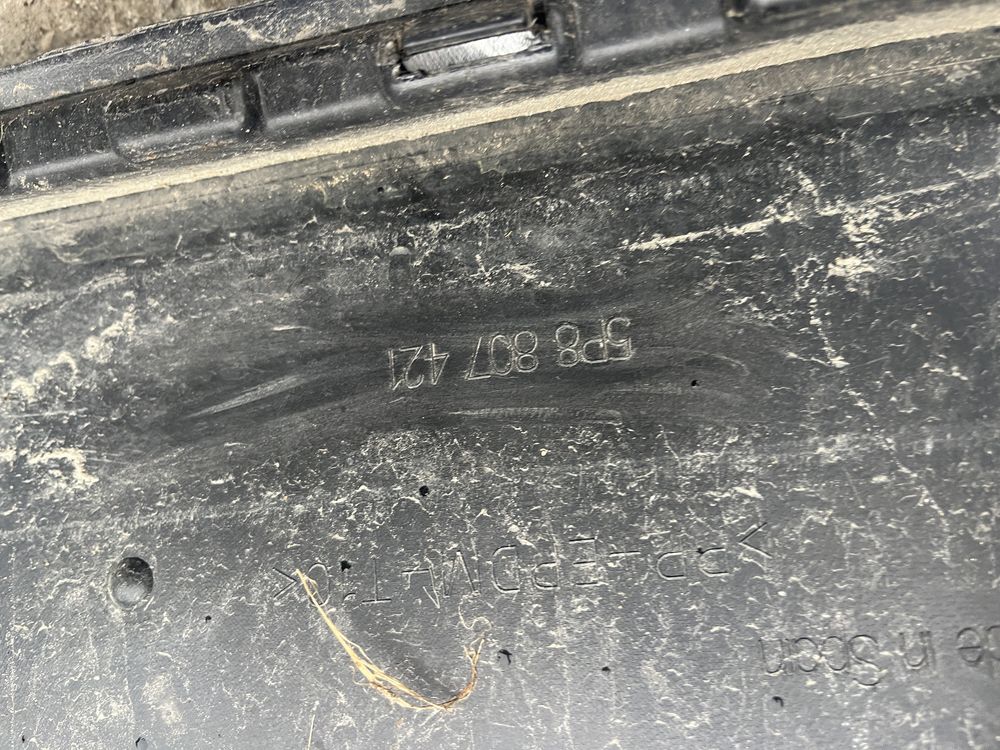 5P8 807 421
>PP+EPDM+T10<
de in Spain